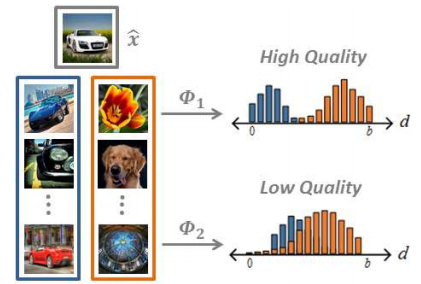 x̂
High Quality
Φ₁
0 b d
Low Quality
Φ₂
0 b d